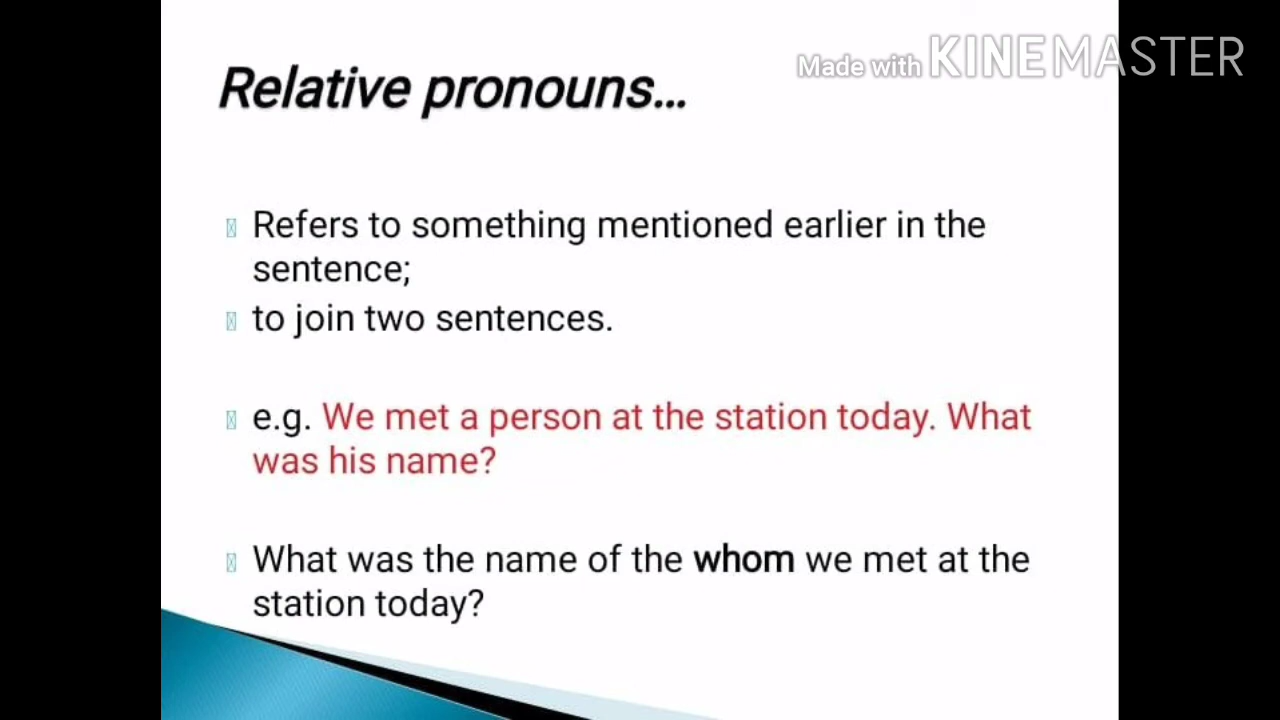 Made with KINEMASTER
Relative pronouns...
Refers to something mentioned earlier in the
sentence;
to join two sentences.
e.g. We met a person at the station today. What
was his name?
What was the name of the whom we met at the
station today?